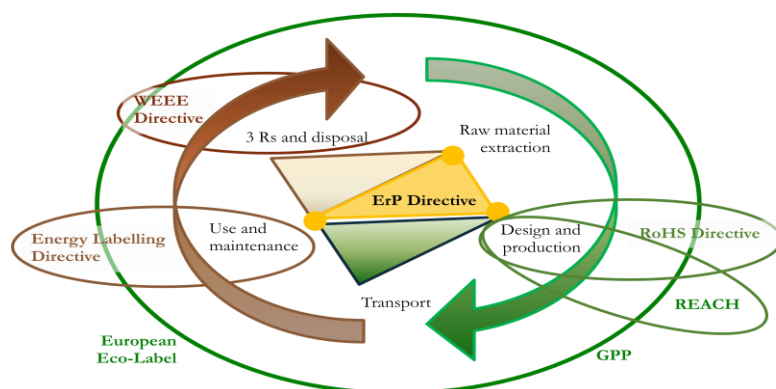 WEEE
Directive
3 Rs and disposal
Raw material
extraction
ErP Directive
Energy Labelling
Directive
Use and
maintenance
Design and
production
RoHS Directive
Transport
REACH
European
Eco-Label
GPP